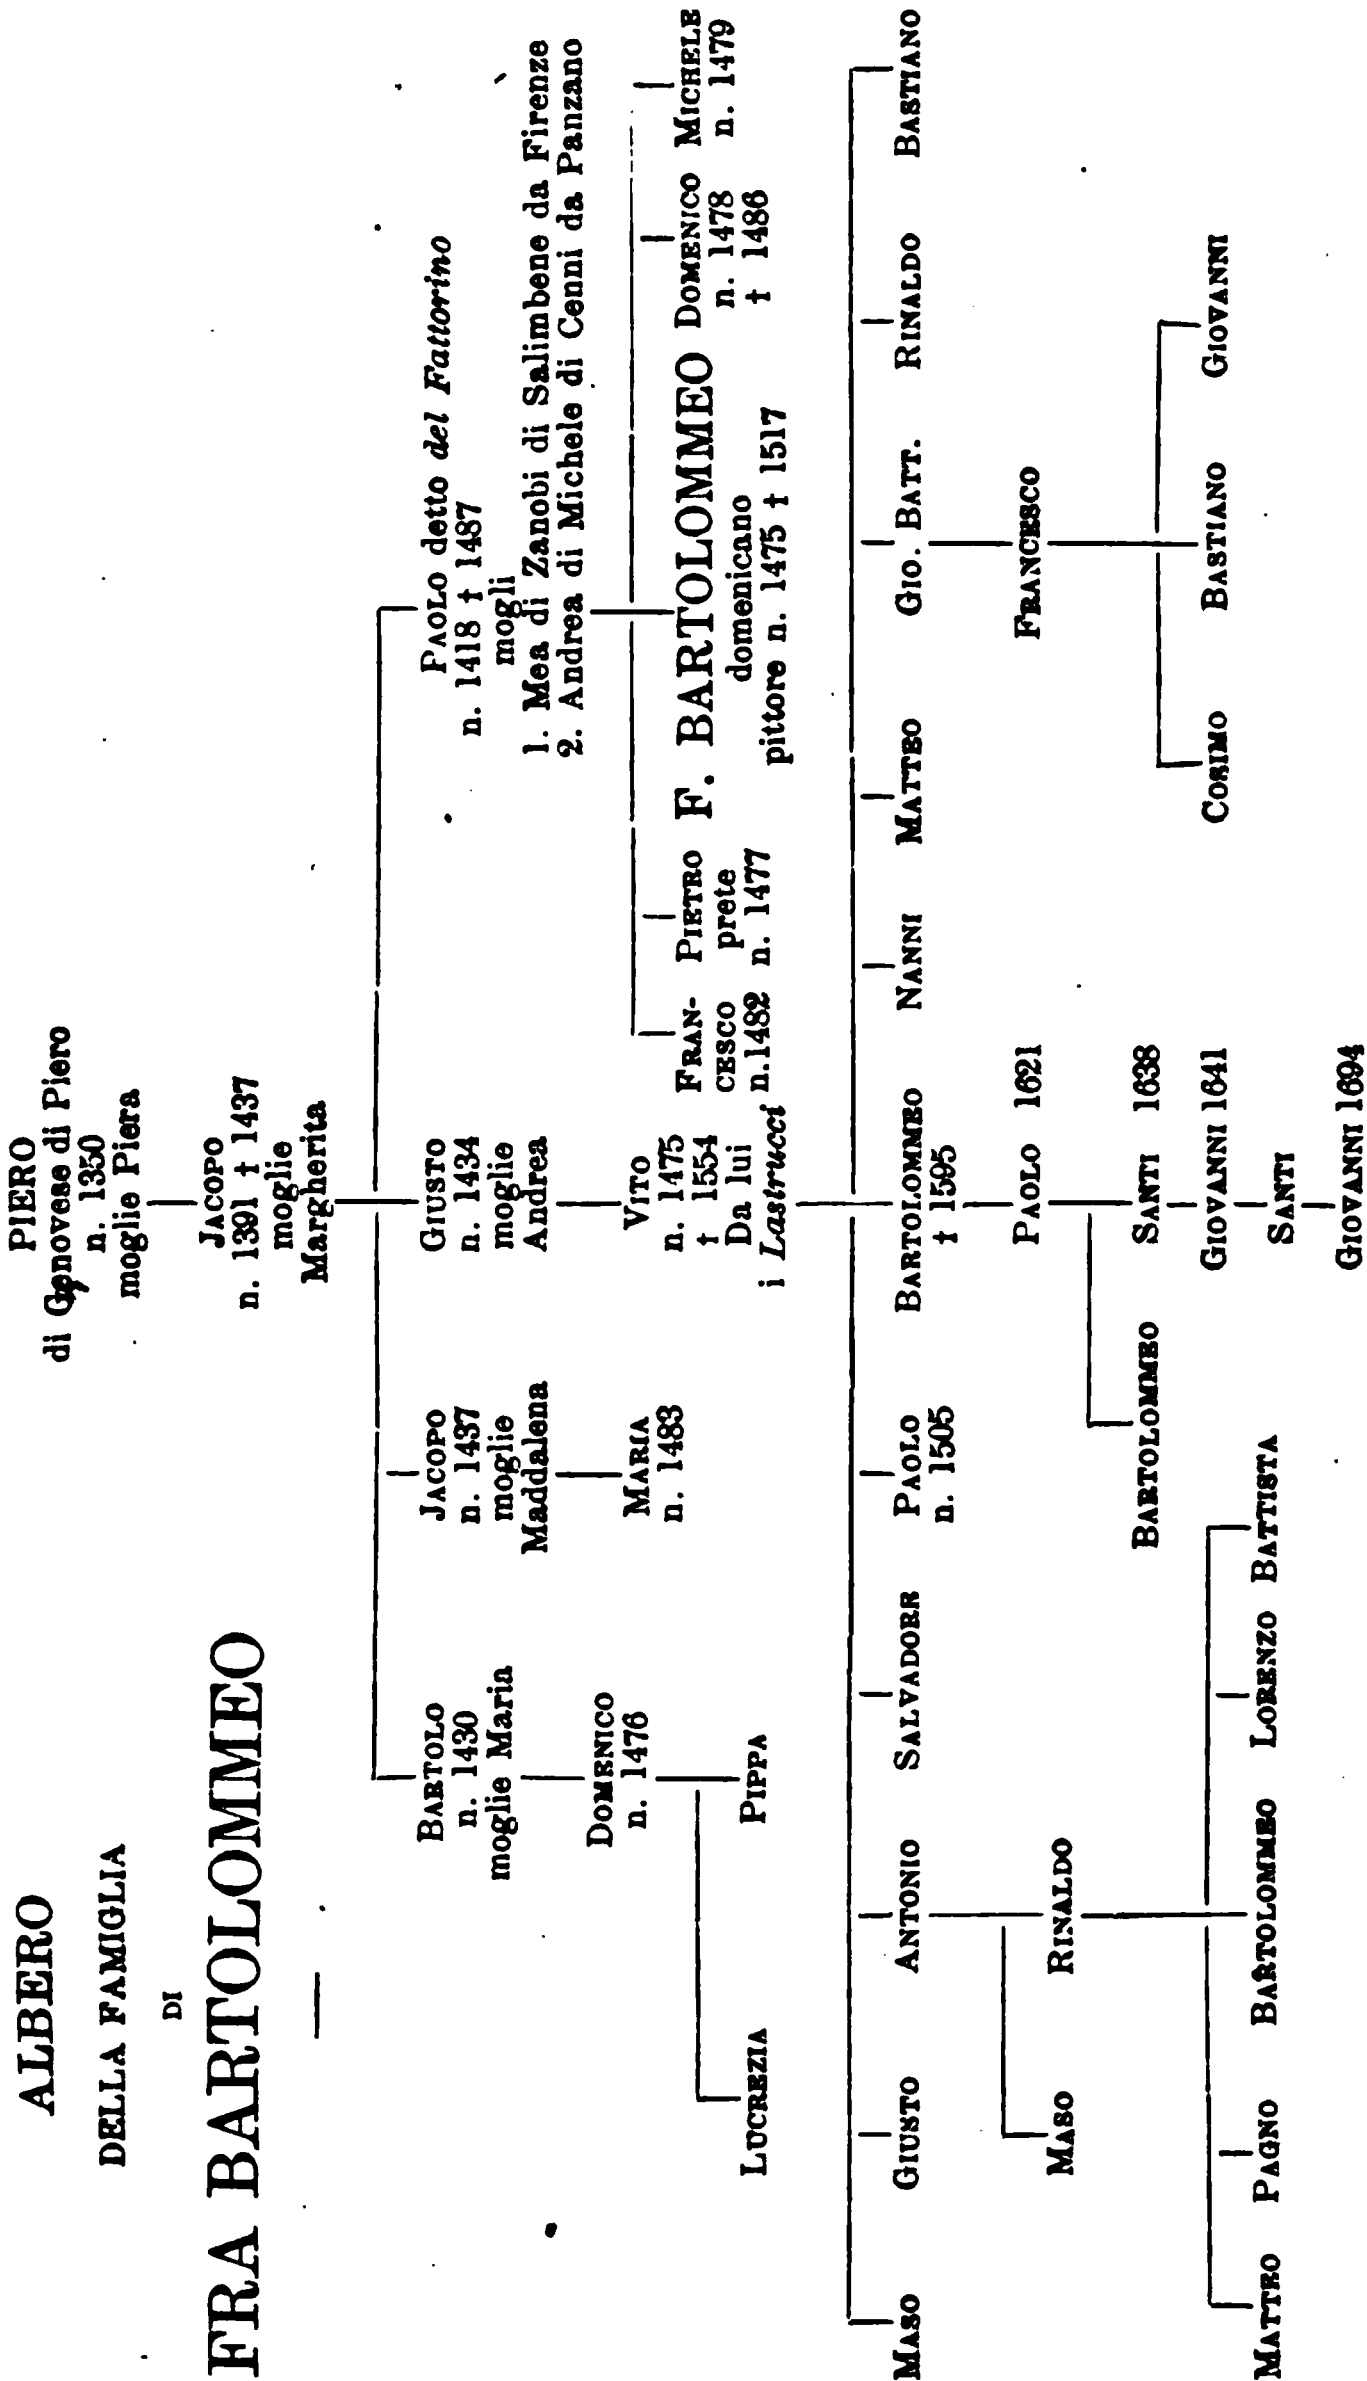 ALBERO
DELLA FAMIGLIA
DI
FRA BARTOLOMMEO
PIERO
di Genovese di Piero
n. 1350
moglie Piera
JACOPO
n. 1391 † 1437
moglie
Margherita
BARTOLO
n. 1430
moglie Maria
JACOPO
n. 1437
moglie
Maddalena
GIUSTO
n. 1434
moglie
Andrea
PAOLO detto del Fattorino
n. 1418 † 1487
mogli
1. Mea di Zanobi di Salimbene da Firenze
2. Andrea di Michele di Cenni da Panzano
DOMENICO
n. 1476
MARIA
n. 1483
VITO
n. 1475
† 1554
Da lui
i Lastrucci
FRAN-
CESCO
n. 1482
PIETRO
prete
n. 1477
F. BARTOLOMMEO
domenicano
pittore n. 1475 † 1517
DOMENICO
n. 1478
† 1486
MICHELE
n. 1479
LUCREZIA
PIPPA
MASO
GIUSTO
ANTONIO
SALVADORR
PAOLO
n. 1505
BARTOLOMMEO
† 1595
NANNI
MATTEO
GIO. BATT.
RINALDO
BASTIANO
MASO
RINALDO
PAOLO 1621
FRANCESCO
BARTOLOMMEO
SANTI 1638
MATTEO
PAGNO
BARTOLOMMEO
LORENZO
BATTISTA
GIOVANNI 1641
COSIMO
BASTIANO
GIOVANNI
SANTI
GIOVANNI 1694